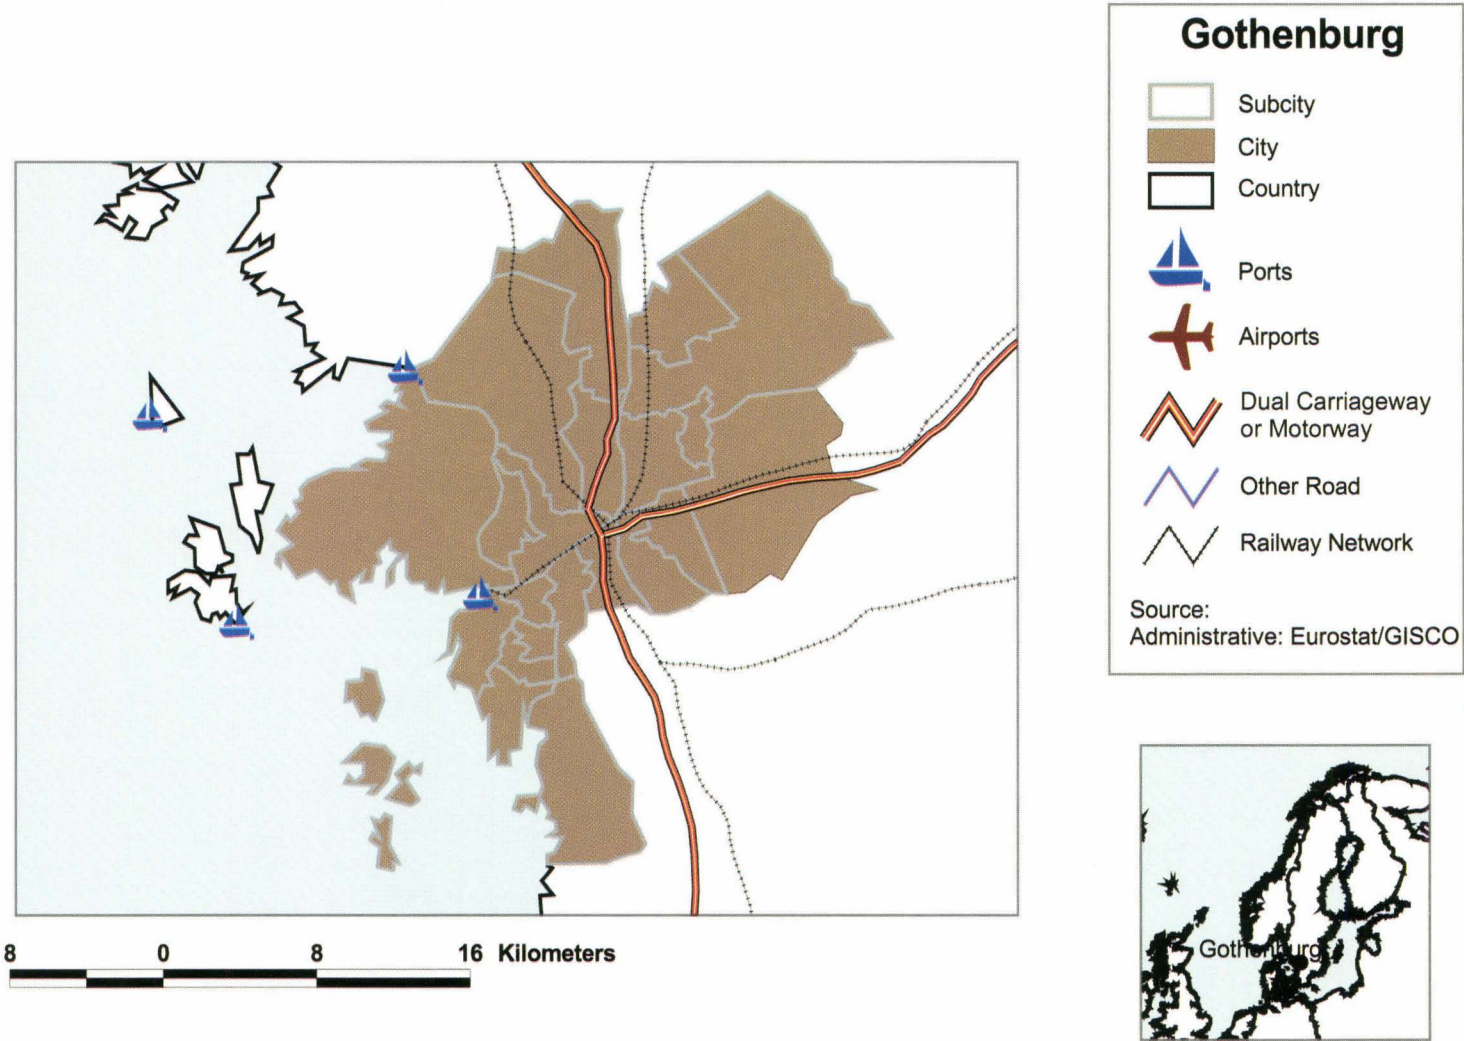 Gothenburg
Subcity
City
Country
Ports
Airports
Dual Carriageway
or Motorway
Other Road
Railway Network
Source:
Administrative: Eurostat/GISCO
8 0 8 16 Kilometers
Gothenburg